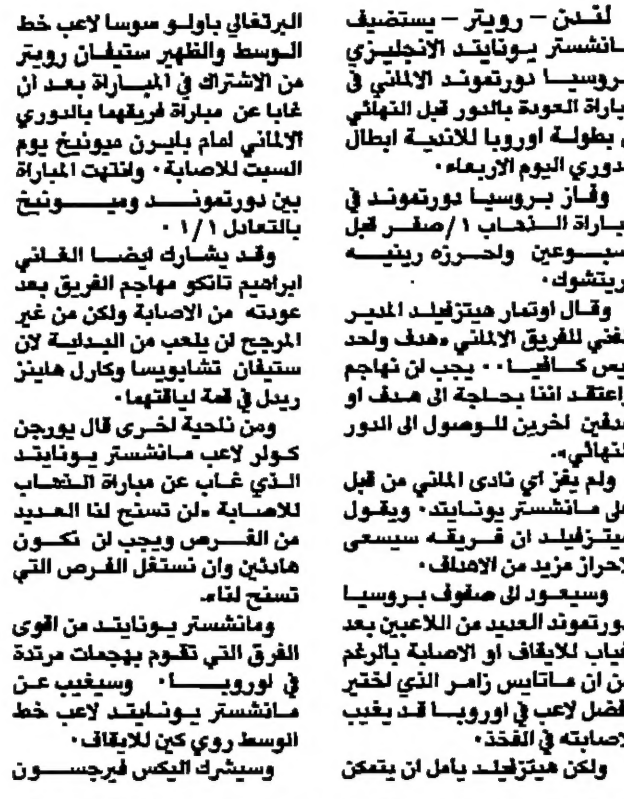 لندن – رويتر – يستضيف
مانشستر يونايتد الانجليزي
بروسيا دورتموند الالماني في
مباراة العودة بالدور قبل النهائي
بطولة اوروبا للاندية ابطال
الدوري اليوم الاربعاء.
وفاز بروسيا دورتموند في
مباراة الذهاب ١/صفر قبل
اسبوعين واحرزه رينيه
تريتشوك.
وقال اوتمار هيتزفيلد المدير
الفني للفريق الالماني «هدف واحد
ليس كافيا.. يجب ان نهاجم
واعتقد اننا بحاجة الى هدف او
هدفين اخرين للوصول الى الدور
النهائي».
ولم يفز اي نادى الماني من قبل
على مانشستر يونايتد. ويقول
هيتزفيلد ان فريقه سيسعى
لاحراز مزيد من الاهداف.
وسيعود الى صفوف بروسيا
دورتموند العديد من اللاعبين بعد
غياب للايقاف او الاصابة بالرغم
من ان ماتايس زامر الذي اختير
افضل لاعب في اوروبا قد يغيب
لاصابته في الفخذ.
ولكن هيتزفيلد يأمل ان يتمكن
البرتغالي باولو سوسا لاعب خط
الوسط والظهير ستيفان رويتر
من الاشتراك في المباراة بعد ان
غابا عن مباراة فريقهما بالدوري
الالماني امام بايرن ميونيخ يوم
السبت للاصابة. وانتهت المباراة
بين دورتموند وميونيخ
بالتعادل ١/١.
وقد يشارك ايضا الغاني
ابراهيم تانكو مهاجم الفريق بعد
عودته من الاصابة ولكن من غير
المرجح ان يلعب من البداية لان
ستيفان تشابويسا وكارل هاينز
ريدل في قمة لياقتهما.
ومن ناحية اخرى قال يورجن
كولر لاعب مانشستر يونايتد
الذي غاب عن مباراة الذهاب
للاصابة «لن تسنح لنا العديد
من الفرص ويجب ان نكون
هادئين وان نستغل الفرص التي
تسنح لنا».
ومانشستر يونايتد من اقوى
الفرق التي تقوم بهجمات مرتدة
في اوروبا. وسيغيب عن
مانشستر يونايتد لاعب خط
الوسط روي كين للايقاف.
وسيشرك اليكس فيرجسون